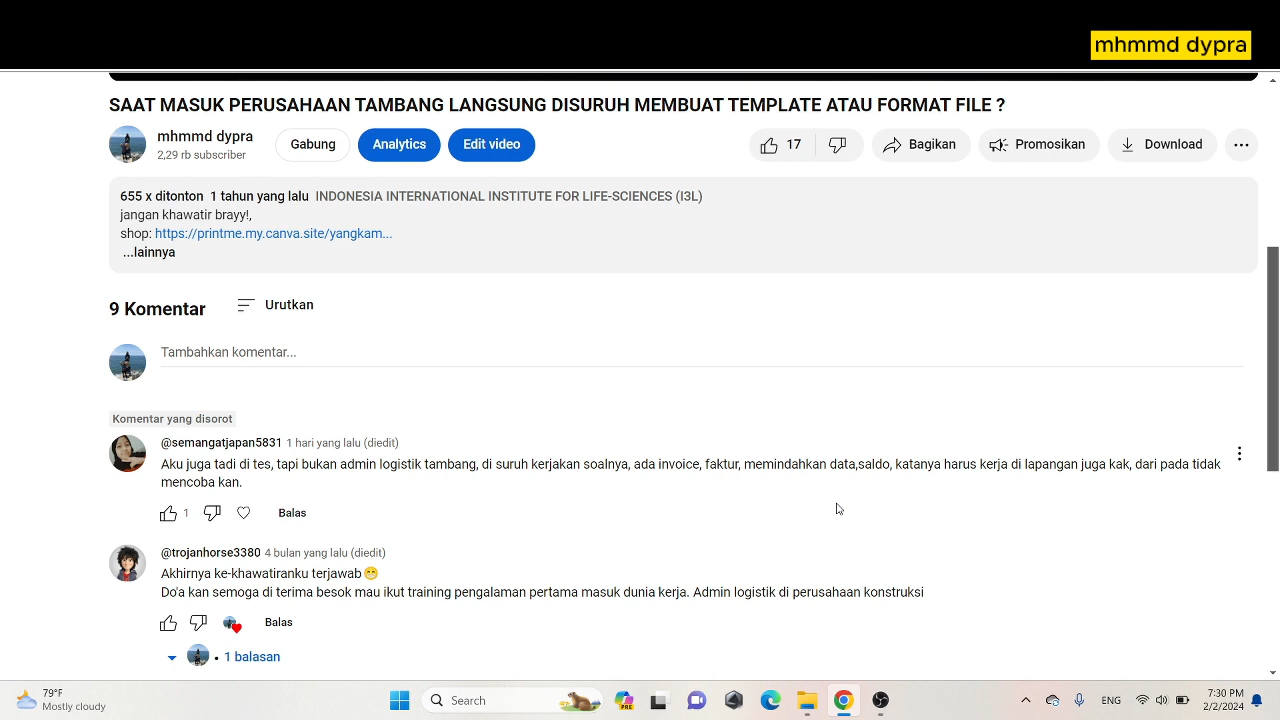 mhmmd dypra
SAAT MASUK PERUSAHAAN TAMBANG LANGSUNG DISURUH MEMBUAT TEMPLATE ATAU FORMAT FILE ?
mhmmd dypra
2,29 rb subscriber
Gabung
Analytics
Edit video
17
Bagikan
Promosikan
Download
655 x ditonton 1 tahun yang lalu INDONESIA INTERNATIONAL INSTITUTE FOR LIFE-SCIENCES (I3L)
jangan khawatir brayy!,
shop: https://printme.my.canva.site/yangkam...
...lainnya
9 Komentar
Urutkan
Tambahkan komentar...
Komentar yang disorot
@semangatjapan5831 1 hari yang lalu (diedit)
Aku juga tadi di tes, tapi bukan admin logistik tambang, di suruh kerjakan soalnya, ada invoice, faktur, memindahkan data,saldo, katanya harus kerja di lapangan juga kak, dari pada tidak
mencoba kan.
1
Balas
@trojanhorse3380 4 bulan yang lalu (diedit)
Akhirnya ke-khawatiranku terjawab😁
Do'a kan semoga di terima besok mau ikut training pengalaman pertama masuk dunia kerja. Admin logistik di perusahaan konstruksi
Balas
1 balasan
79°F
Mostly cloudy
Search
PRE
ENG
7:30 PM
2/2/2024